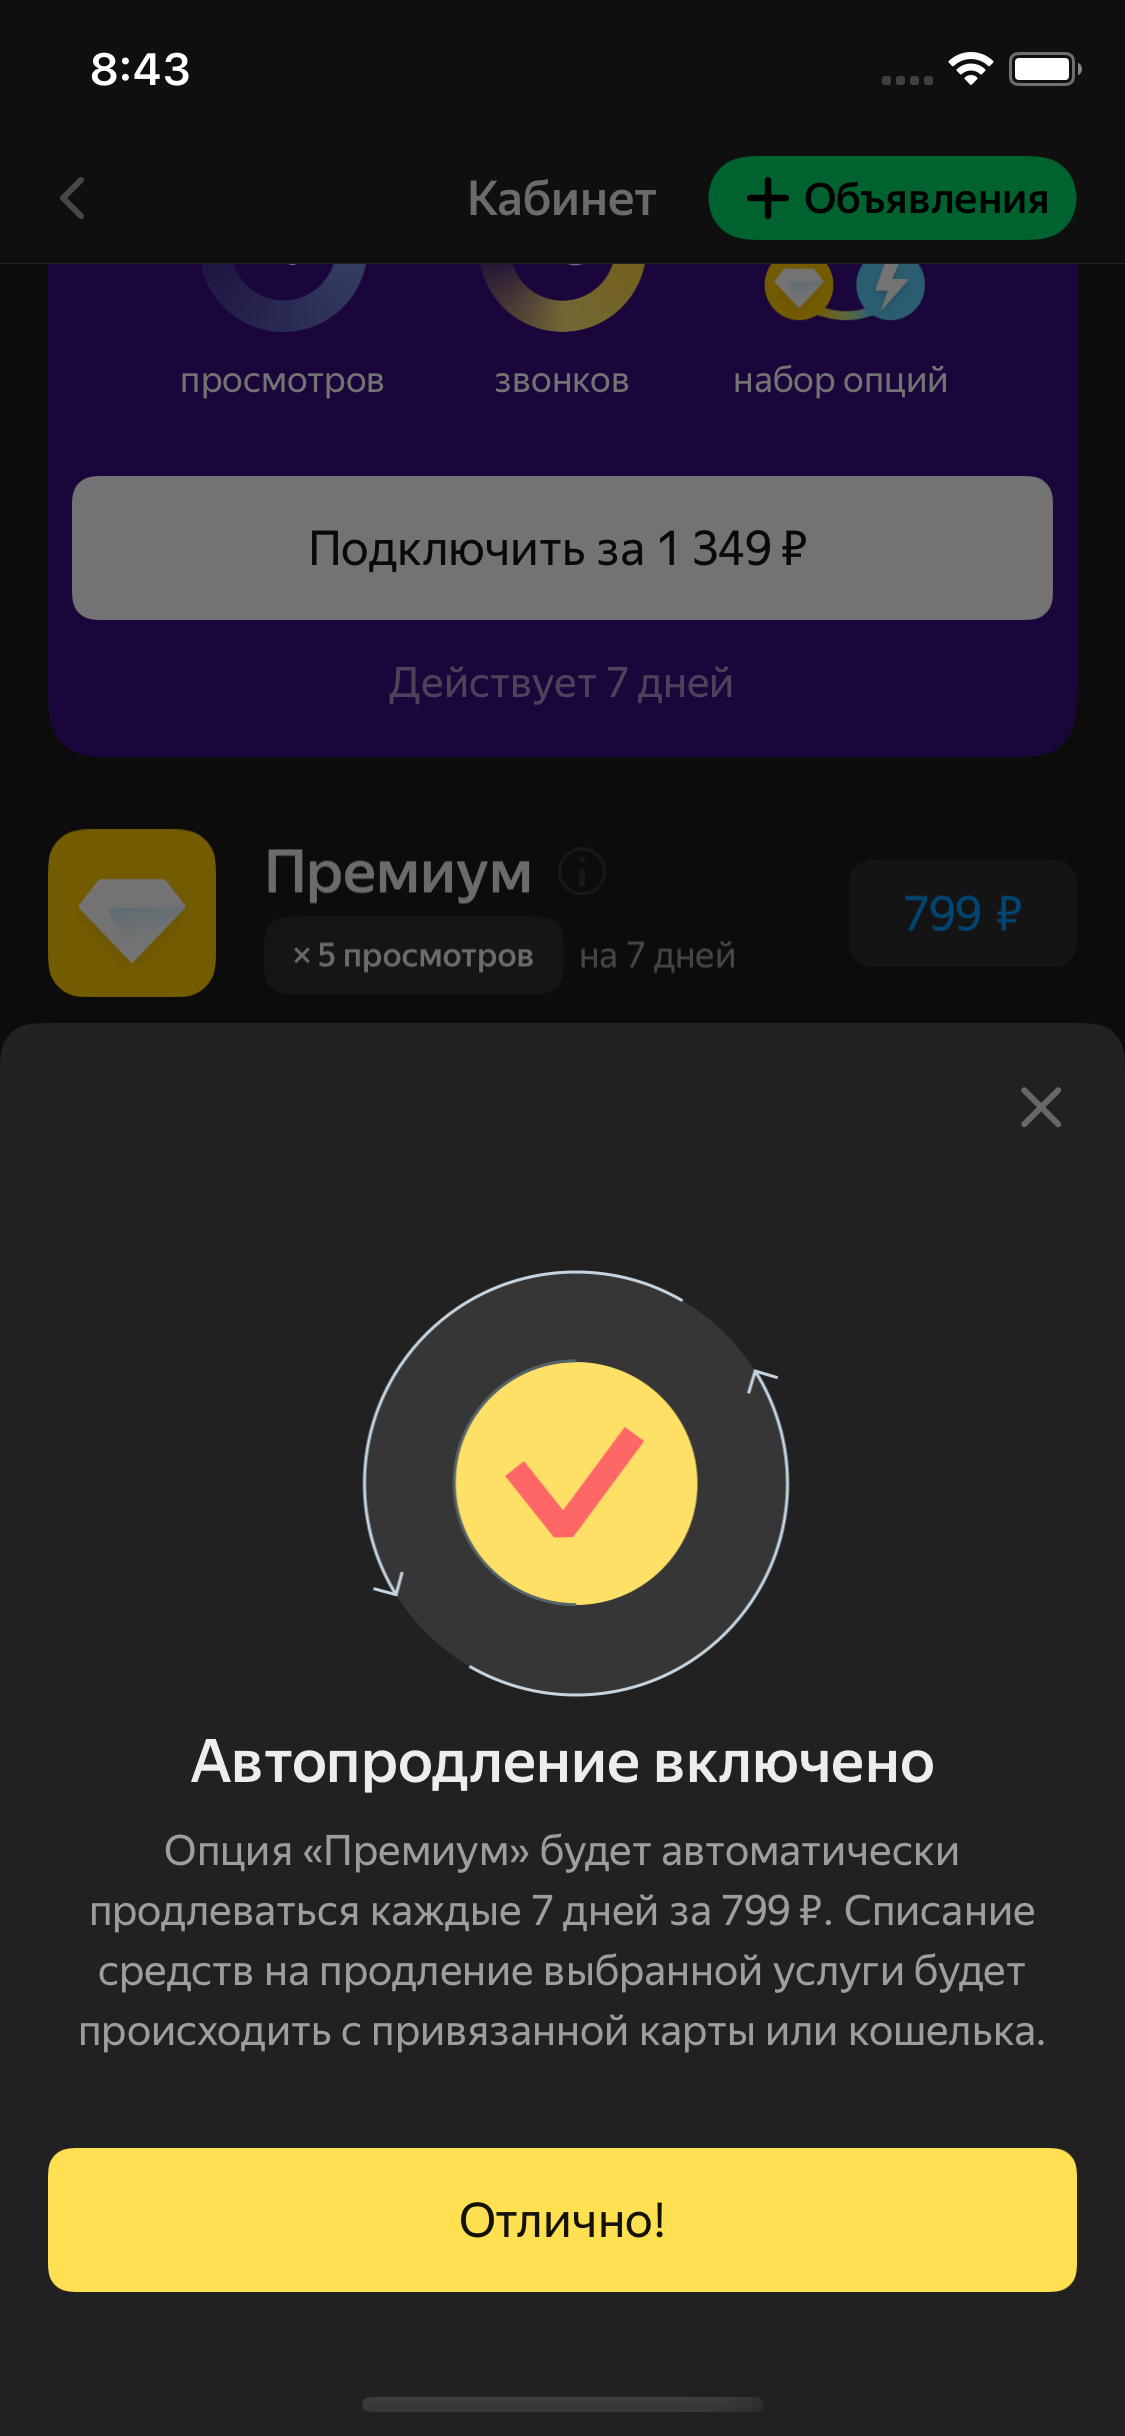 8:43
Кабинет
+ Объявления
просмотров
звонков
набор опций
Подключить за 1 349 ₽
Действует 7 дней
Премиум
799 ₽
× 5 просмотров
на 7 дней
Автопродление включено
Опция «Премиум» будет автоматически
продлеваться каждые 7 дней за 799 ₽. Списание
средств на продление выбранной услуги будет
происходить с привязанной карты или кошелька.
Отлично!